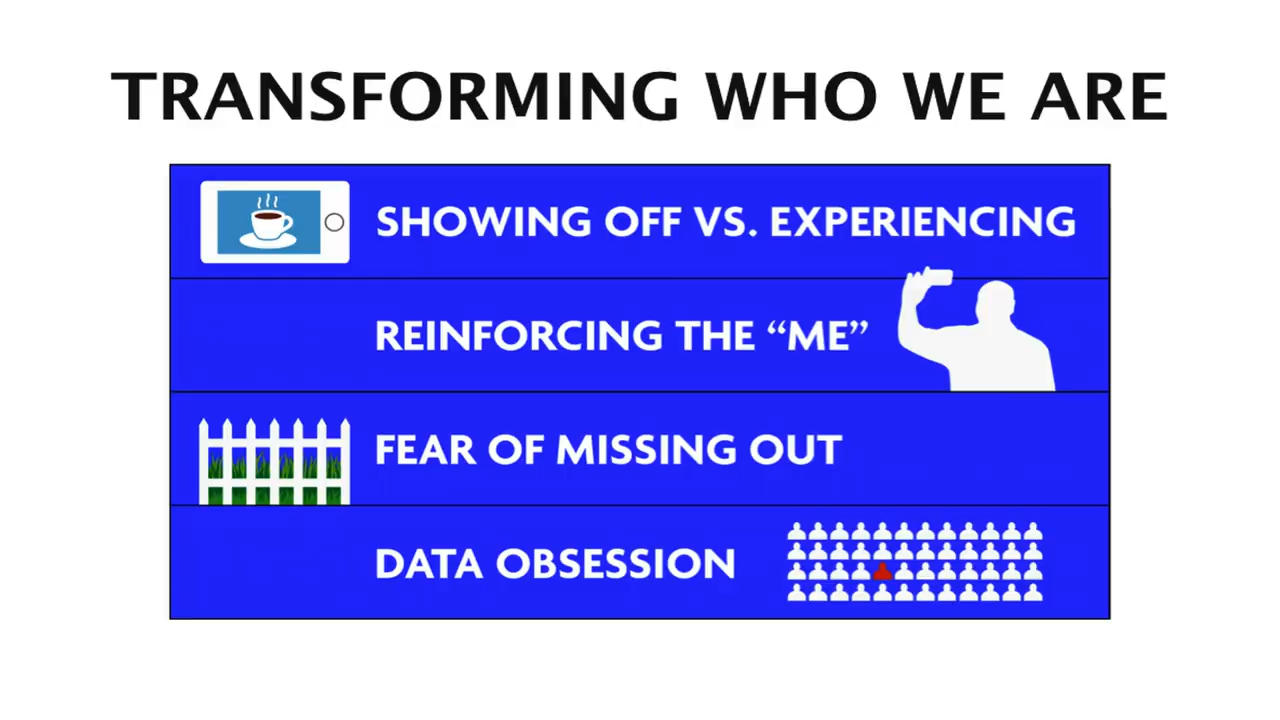 TRANSFORMING WHO WE ARE
SHOWING OFF VS. EXPERIENCING
REINFORCING THE “ME”
FEAR OF MISSING OUT
DATA OBSESSION